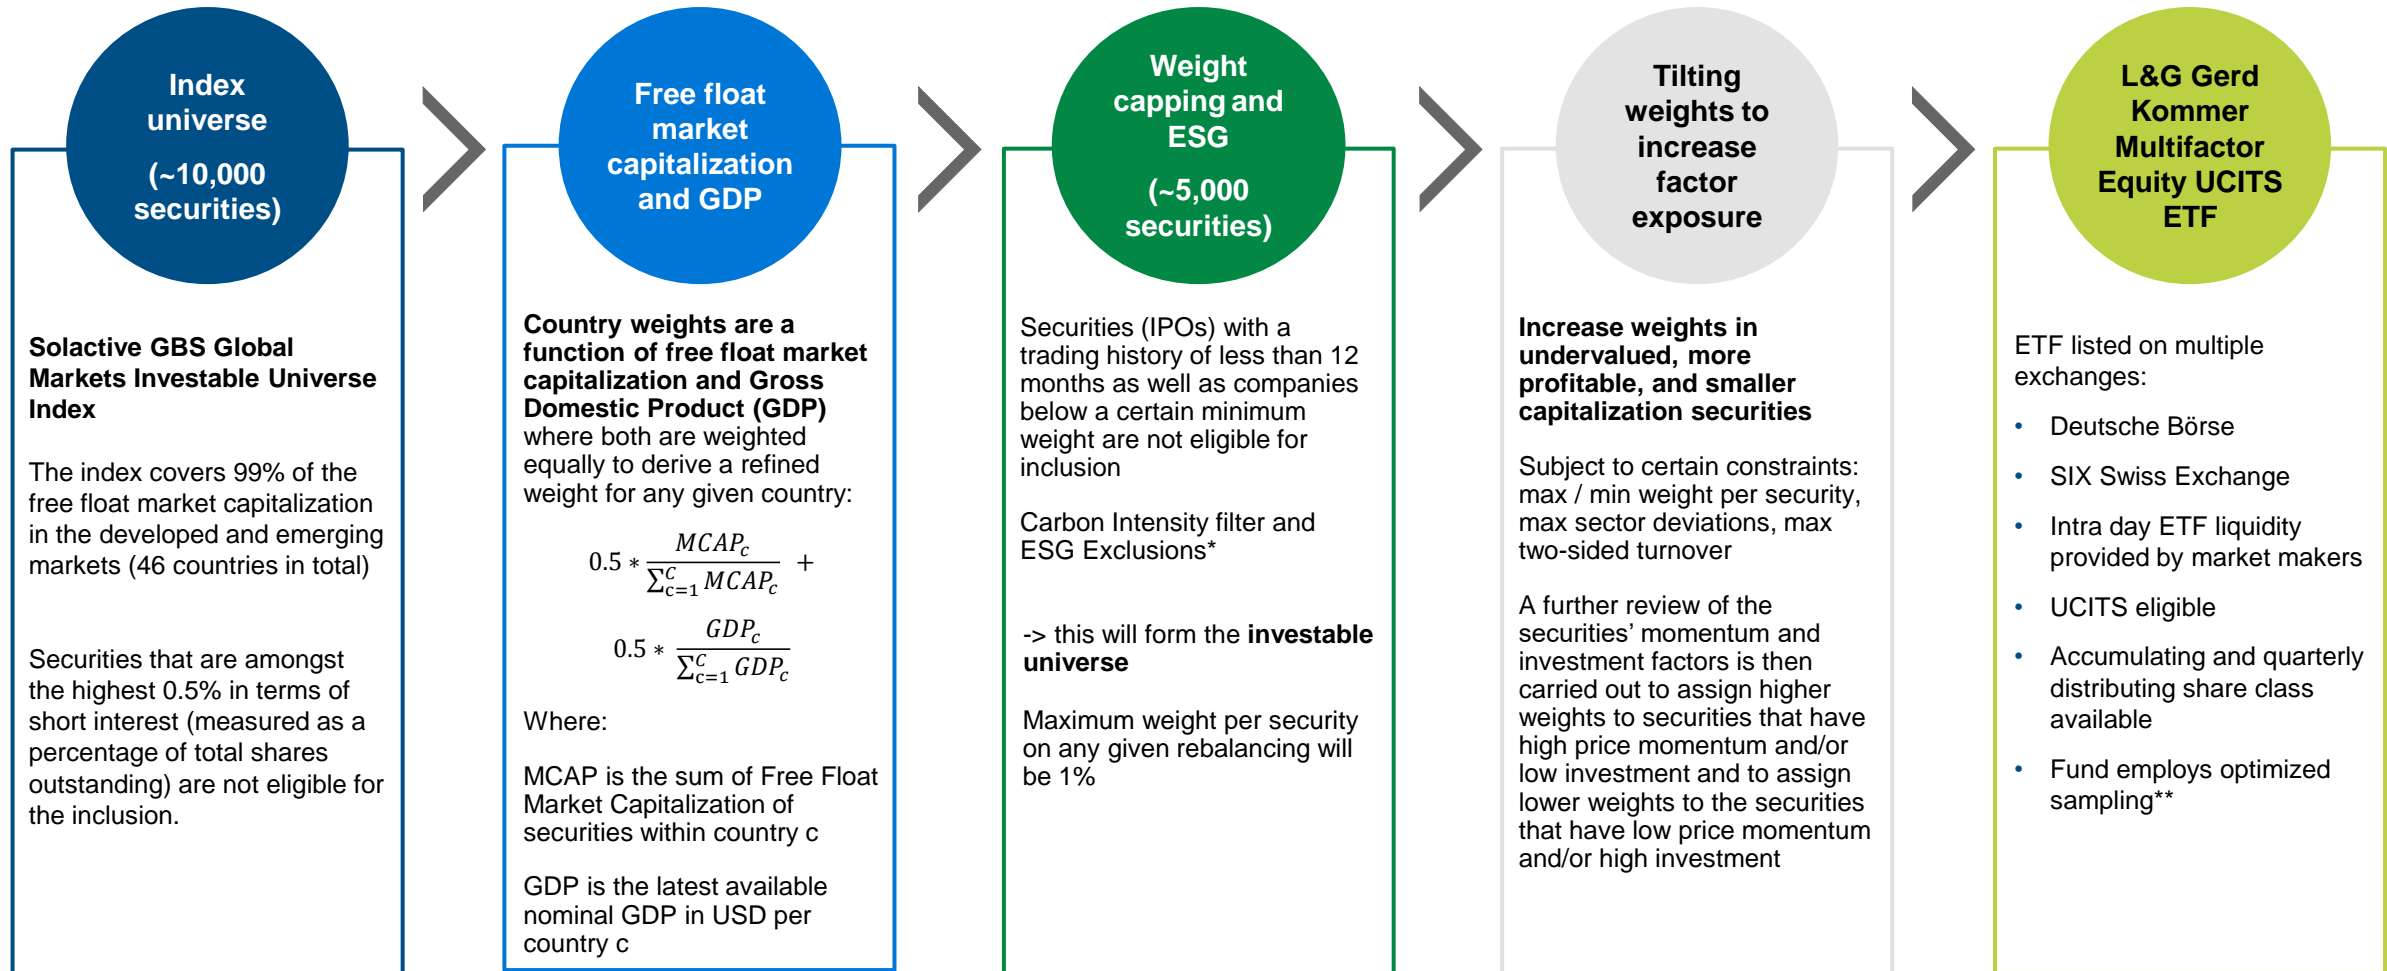 Index
universe
(~10,000
securities)
Solactive GBS Global
Markets Investable Universe
Index
The index covers 99% of the
free float market capitalization
in the developed and emerging
markets (46 countries in total)
Securities that are amongst
the highest 0.5% in terms of
short interest (measured as a
percentage of total shares
outstanding) are not eligible for
the inclusion.
Free float
market
capitalization
and GDP
Country weights are a
function of free float market
capitalization and Gross
Domestic Product (GDP)
where both are weighted
equally to derive a refined
weight for any given country:
0.5 * MCAP_c / ∑_{c=1}^{C} MCAP_c +
0.5 * GDP_c / ∑_{c=1}^{C} GDP_c
Where:
MCAP is the sum of Free Float
Market Capitalization of
securities within country c
GDP is the latest available
nominal GDP in USD per
country c
Weight
capping and
ESG
(~5,000
securities)
Securities (IPOs) with a
trading history of less than 12
months as well as companies
below a certain minimum
weight are not eligible for
inclusion
Carbon Intensity filter and
ESG Exclusions*
-> this will form the investable
universe
Maximum weight per security
on any given rebalancing will
be 1%
Tilting
weights to
increase
factor
exposure
Increase weights in
undervalued, more
profitable, and smaller
capitalization securities
Subject to certain constraints:
max / min weight per security,
max sector deviations, max
two-sided turnover
A further review of the
securities’ momentum and
investment factors is then
carried out to assign higher
weights to securities that have
high price momentum and/or
low investment and to assign
lower weights to the securities
that have low price momentum
and/or high investment
L&G Gerd
Kommer
Multifactor
Equity UCITS
ETF
ETF listed on multiple
exchanges:
• Deutsche Börse
• SIX Swiss Exchange
• Intra day ETF liquidity
provided by market makers
• UCITS eligible
• Accumulating and quarterly
distributing share class
available
• Fund employs optimized
sampling**